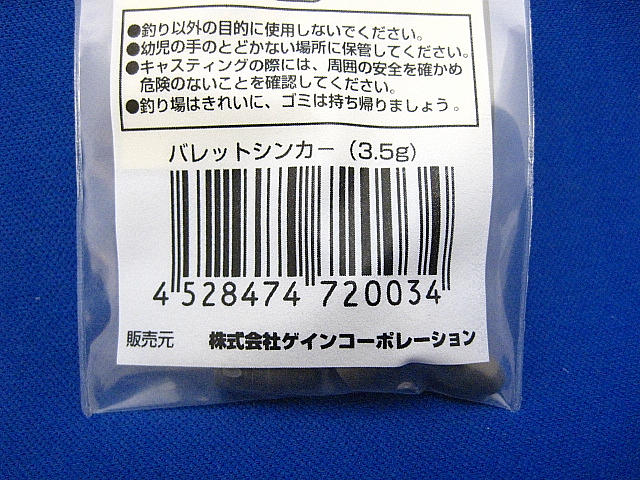 ●釣り以外の目的に使用しないでください。
●幼児の手のとどかない場所に保管してください。
●キャスティングの際には、周囲の安全を確かめ
危険のないことを確認してください。
●釣り場はきれいに、ゴミは持ち帰りましょう。
バレットシンカー（3.5g）
4 528474 720034
販売元 株式会社ゲインコーポレーション